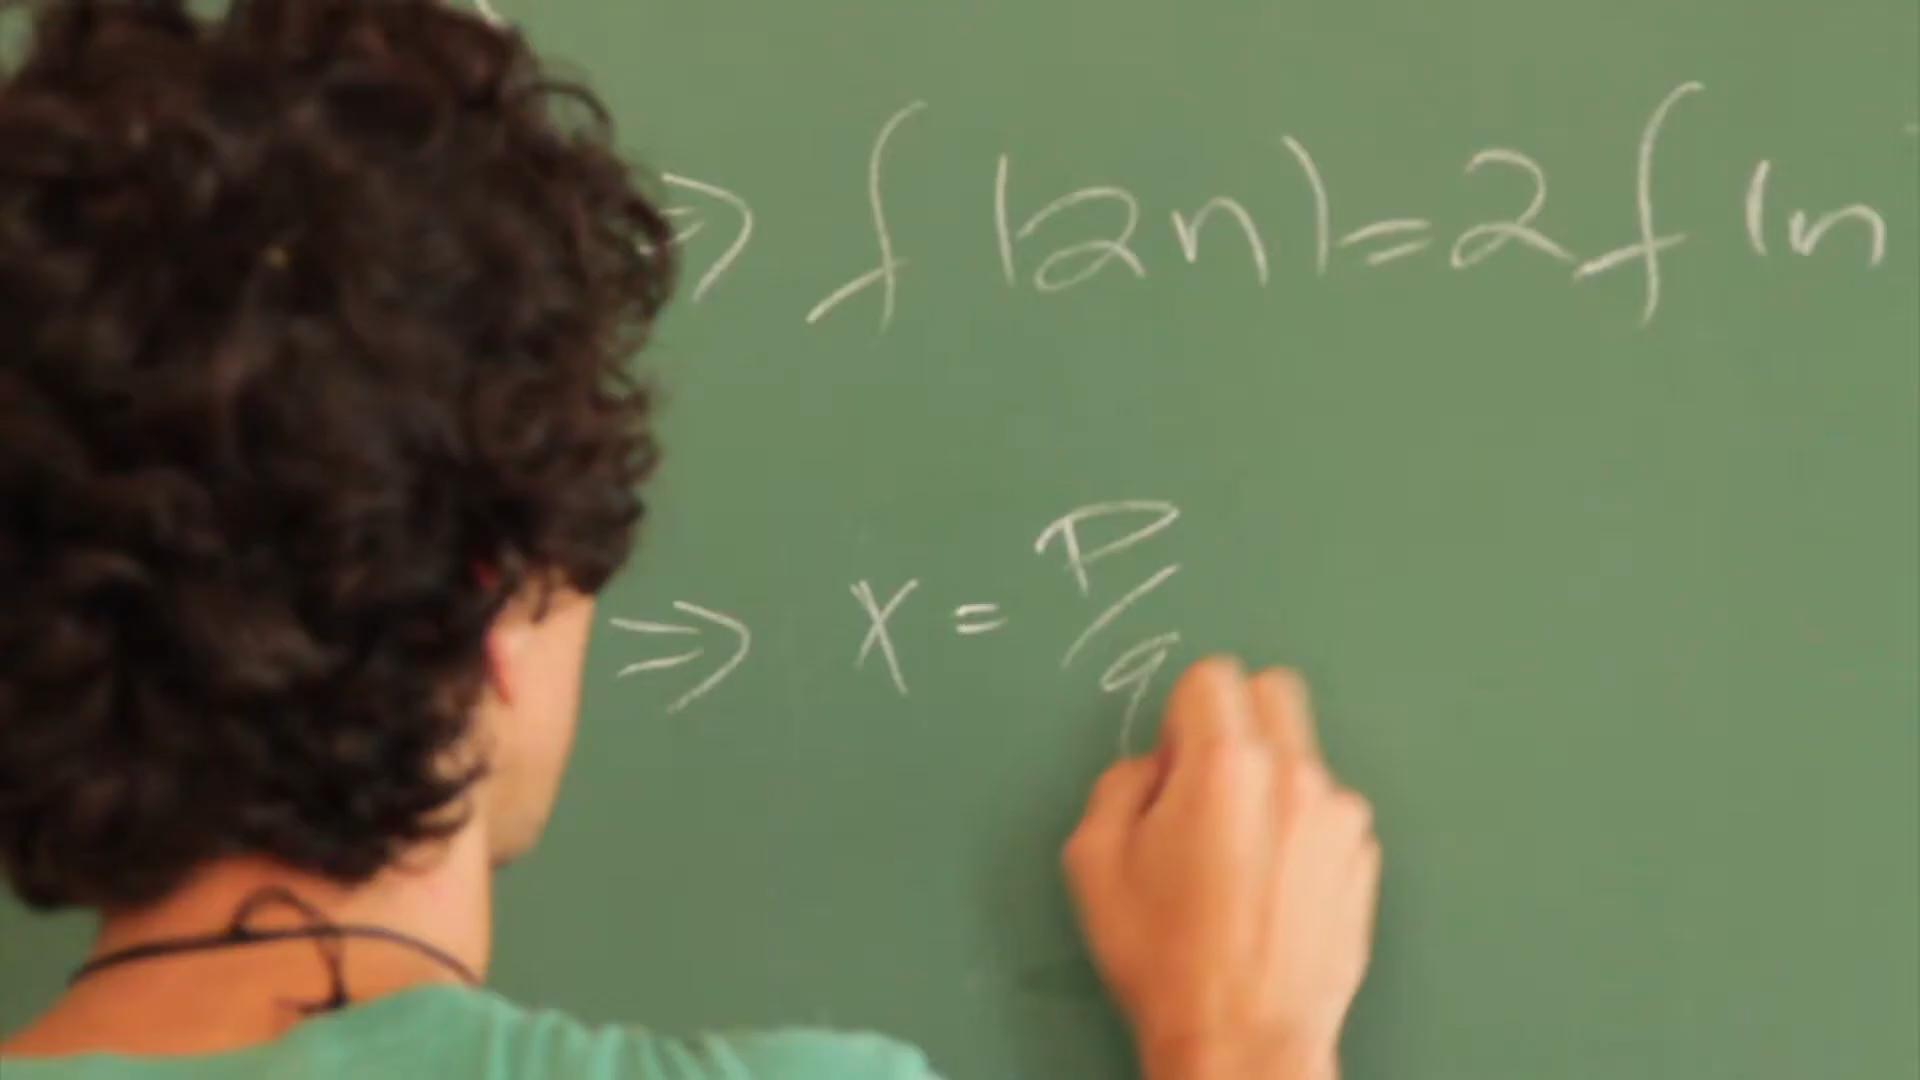 ⇒ f(2n)=2f(n
⇒ x = p/q